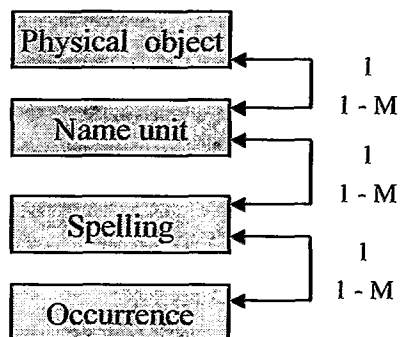 Physical object
1
1 - M
Name unit
1
1 - M
Spelling
1
1 - M
Occurrence